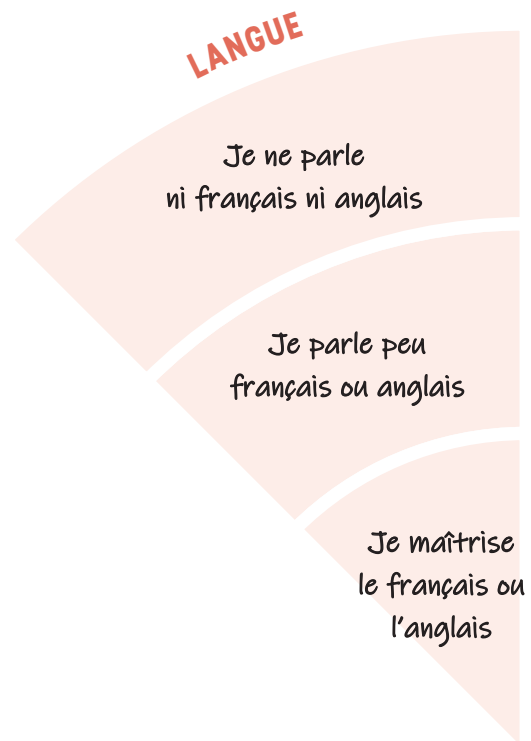 LANGUE
Je ne parle
ni français ni anglais
Je parle peu
français ou anglais
Je maîtrise
le français ou
l'anglais